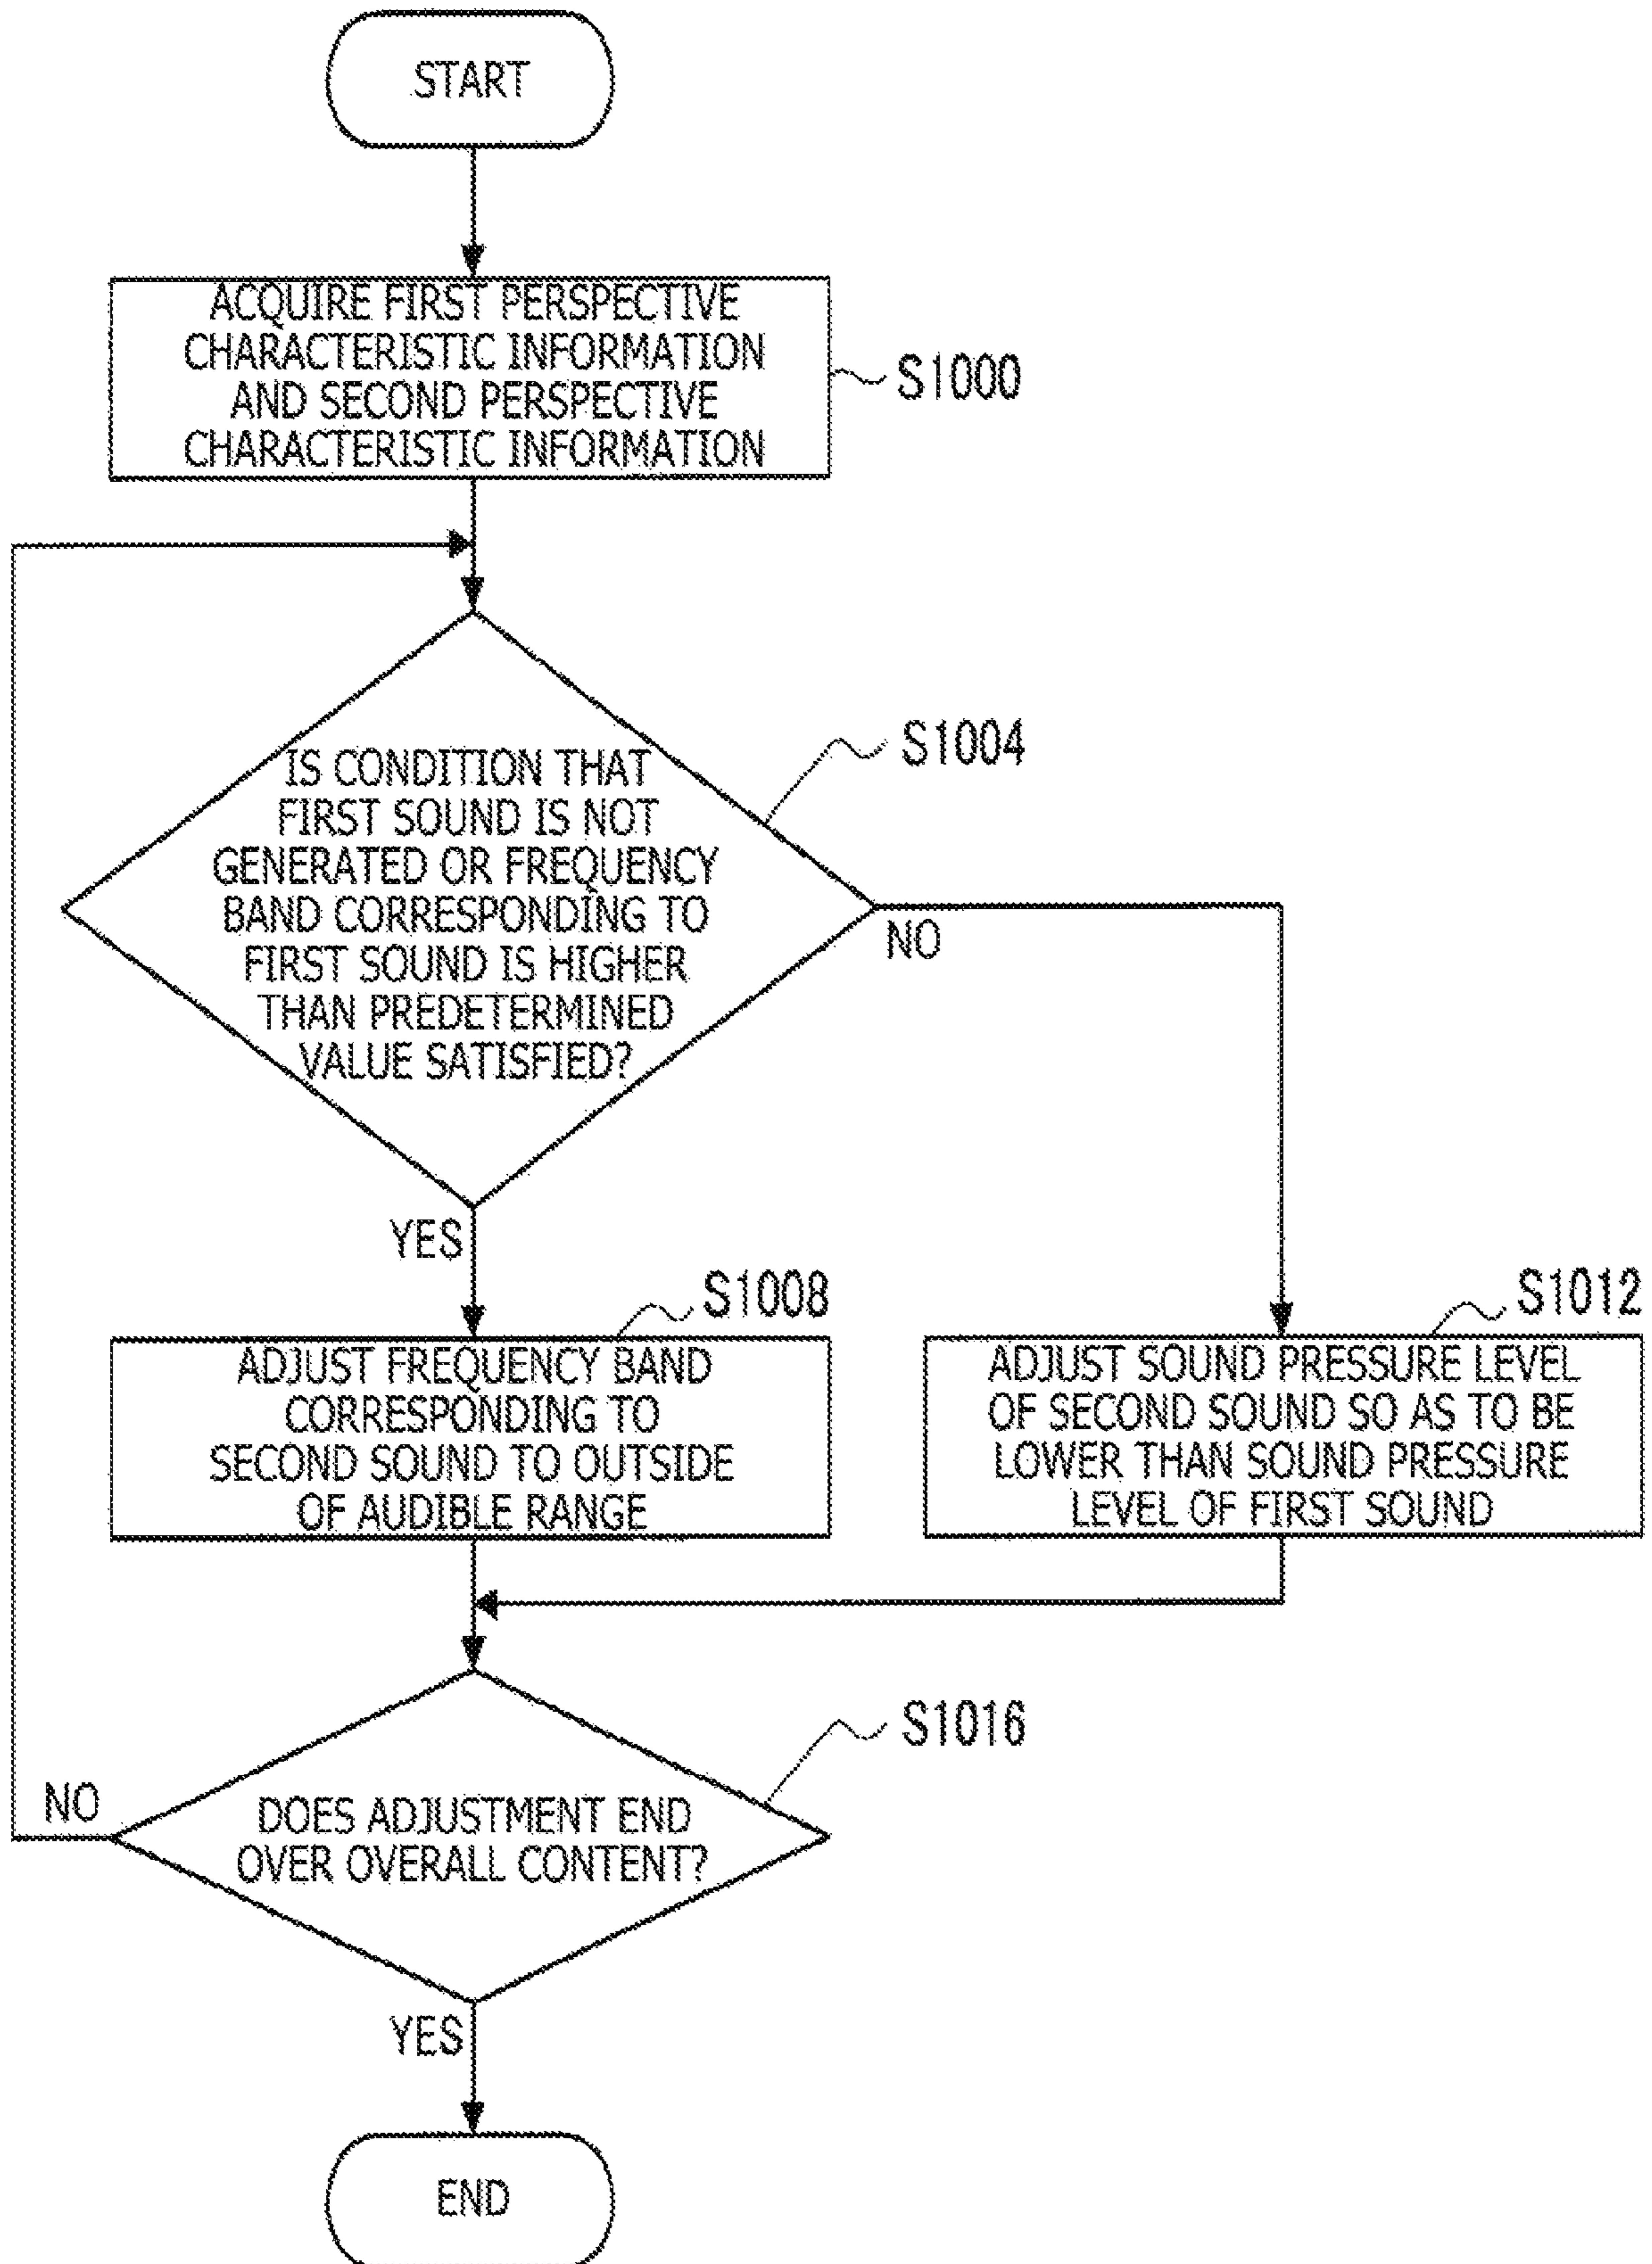 START
ACQUIRE FIRST PERSPECTIVE
CHARACTERISTIC INFORMATION
AND SECOND PERSPECTIVE
CHARACTERISTIC INFORMATION
S1000
S1004
IS CONDITION THAT
FIRST SOUND IS NOT
GENERATED OR FREQUENCY
BAND CORRESPONDING TO
FIRST SOUND IS HIGHER
THAN PREDETERMINED
VALUE SATISFIED?
NO
YES
S1008
ADJUST FREQUENCY BAND
CORRESPONDING TO
SECOND SOUND TO OUTSIDE
OF AUDIBLE RANGE
S1012
ADJUST SOUND PRESSURE LEVEL
OF SECOND SOUND SO AS TO BE
LOWER THAN SOUND PRESSURE
LEVEL OF FIRST SOUND
S1016
NO
DOES ADJUSTMENT END
OVER OVERALL CONTENT?
YES
END